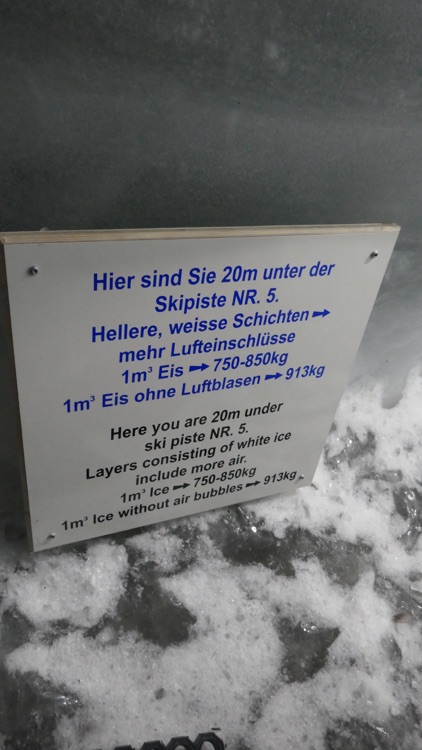 Hier sind Sie 20m unter der
Skipiste NR. 5.
Hellere, weisse Schichten ➞
mehr Lufteinschlüsse
1m³ Eis ➞ 750-850kg
1m³ Eis ohne Luftblasen ➞ 913kg
Here you are 20m under
ski piste NR. 5.
Layers consisting of white ice
include more air.
1m³ Ice ➞ 750-850kg
1m³ Ice without air bubbles ➞ 913kg